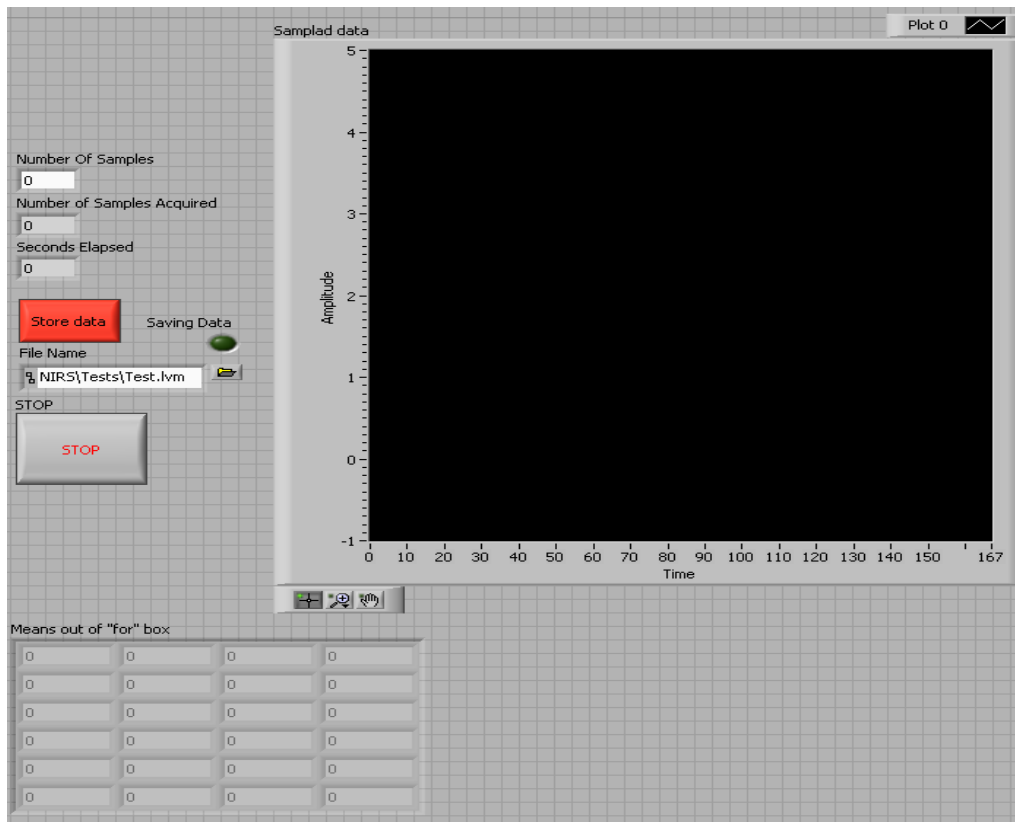 Samplad data
Plot 0
5
4
3
2
1
0
-1
Amplitude
0 10 20 30 40 50 60 70 80 90 100 110 120 130 140 150 167
Time
Number Of Samples
0
Number of Samples Acquired
0
Seconds Elapsed
0
Store data
Saving Data
File Name
NIRS\Tests\Test.lvm
STOP
STOP
Means out of "for" box
0 0 0 0
0 0 0 0
0 0 0 0
0 0 0 0
0 0 0 0
0 0 0 0